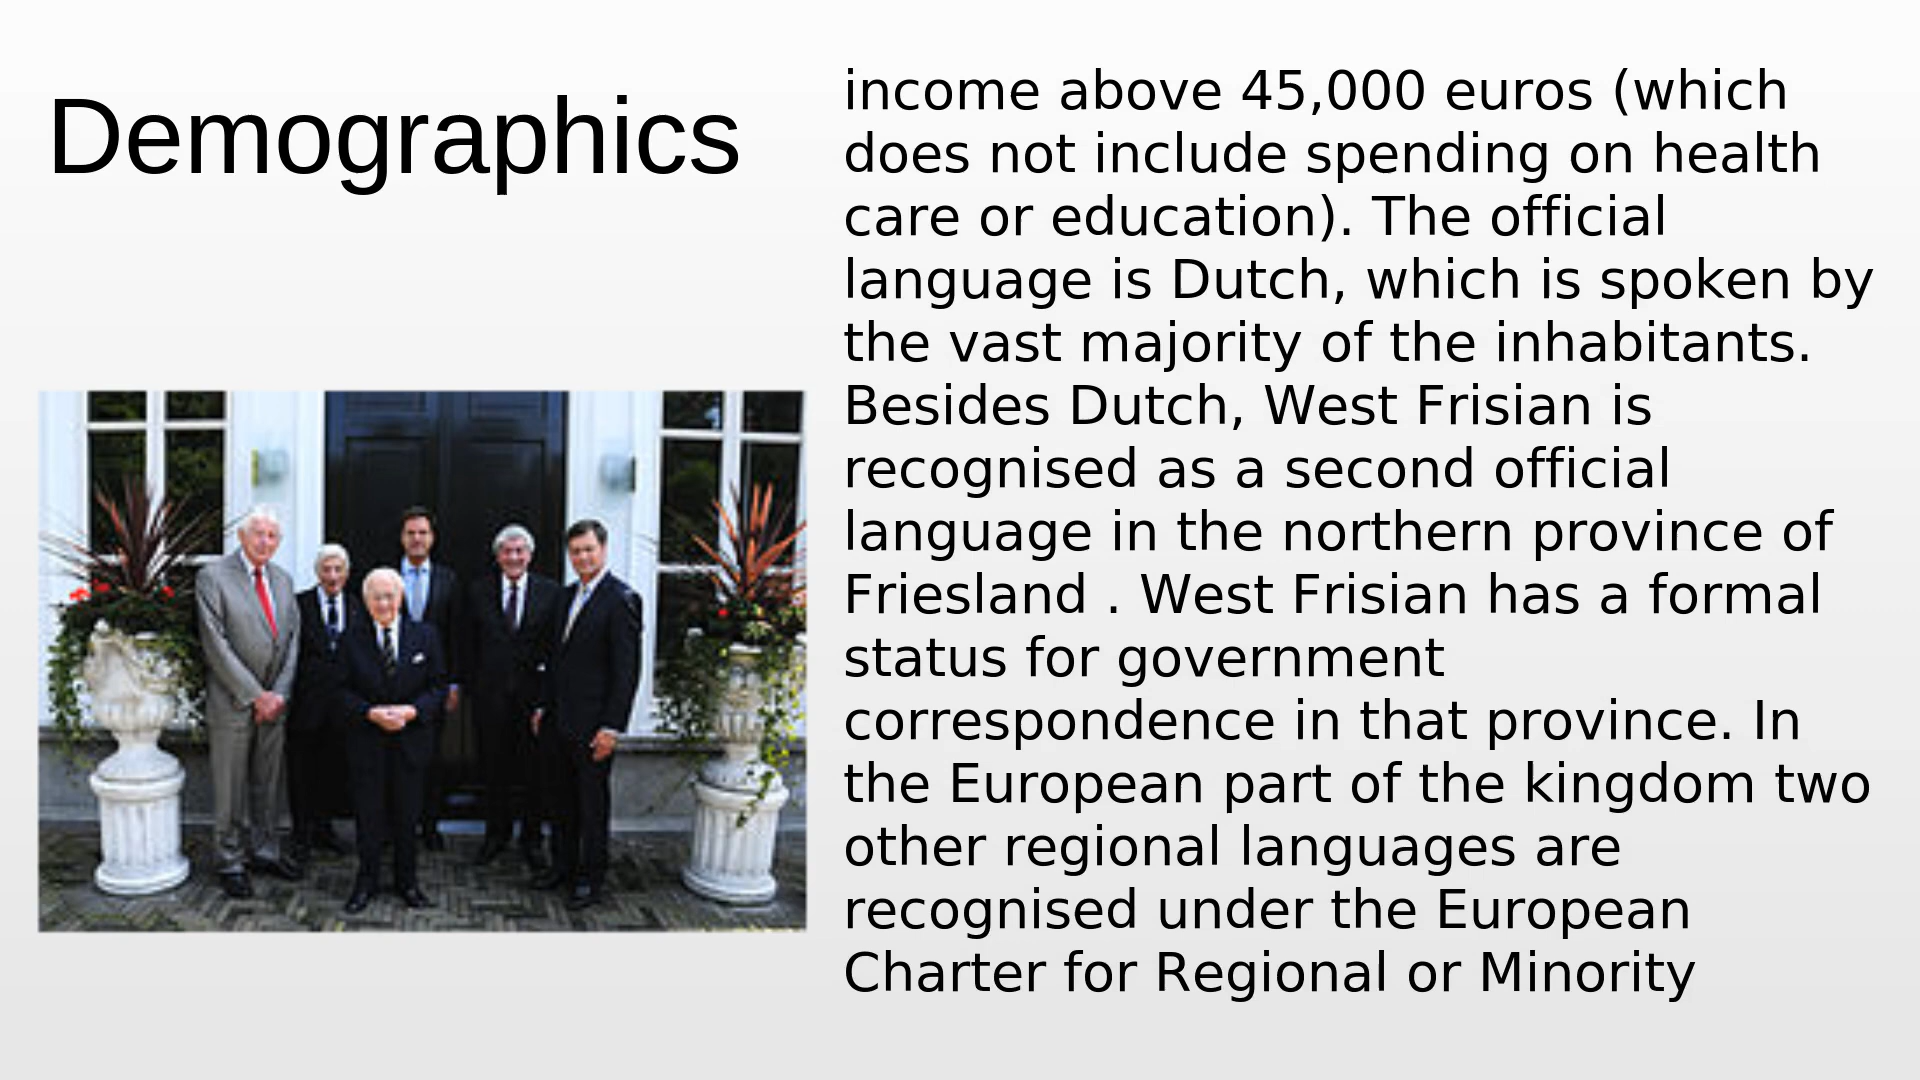 Demographics
income above 45,000 euros (which
does not include spending on health
care or education). The official
language is Dutch, which is spoken by
the vast majority of the inhabitants.
Besides Dutch, West Frisian is
recognised as a second official
language in the northern province of
Friesland . West Frisian has a formal
status for government
correspondence in that province. In
the European part of the kingdom two
other regional languages are
recognised under the European
Charter for Regional or Minority